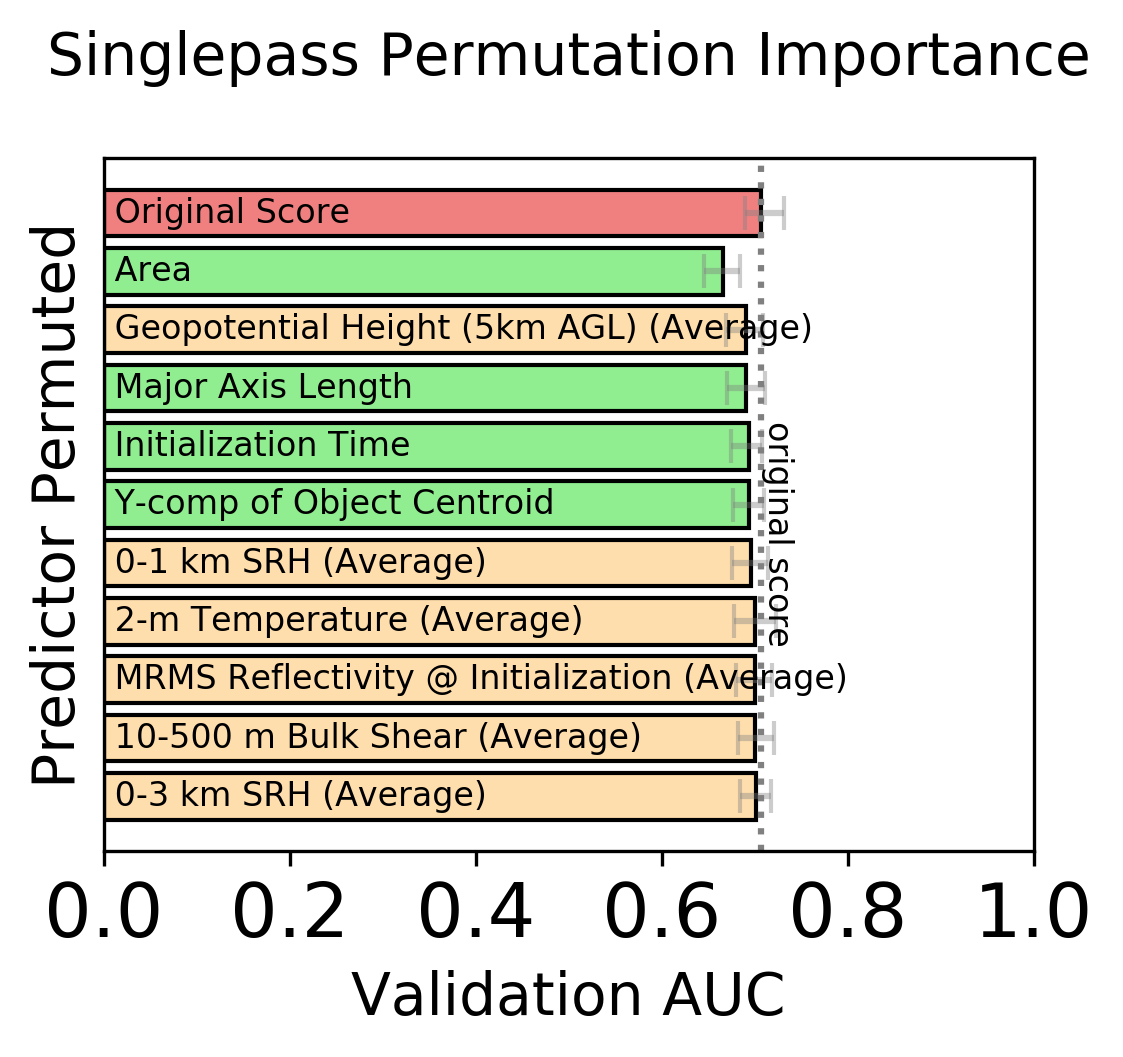 Singlepass Permutation Importance
Predictor Permuted
Original Score
Area
Geopotential Height (5km AGL) (Average)
Major Axis Length
Initialization Time
Y-comp of Object Centroid
0-1 km SRH (Average)
2-m Temperature (Average)
MRMS Reflectivity @ Initialization (Average)
10-500 m Bulk Shear (Average)
0-3 km SRH (Average)
original score
0.0 0.2 0.4 0.6 0.8 1.0
Validation AUC